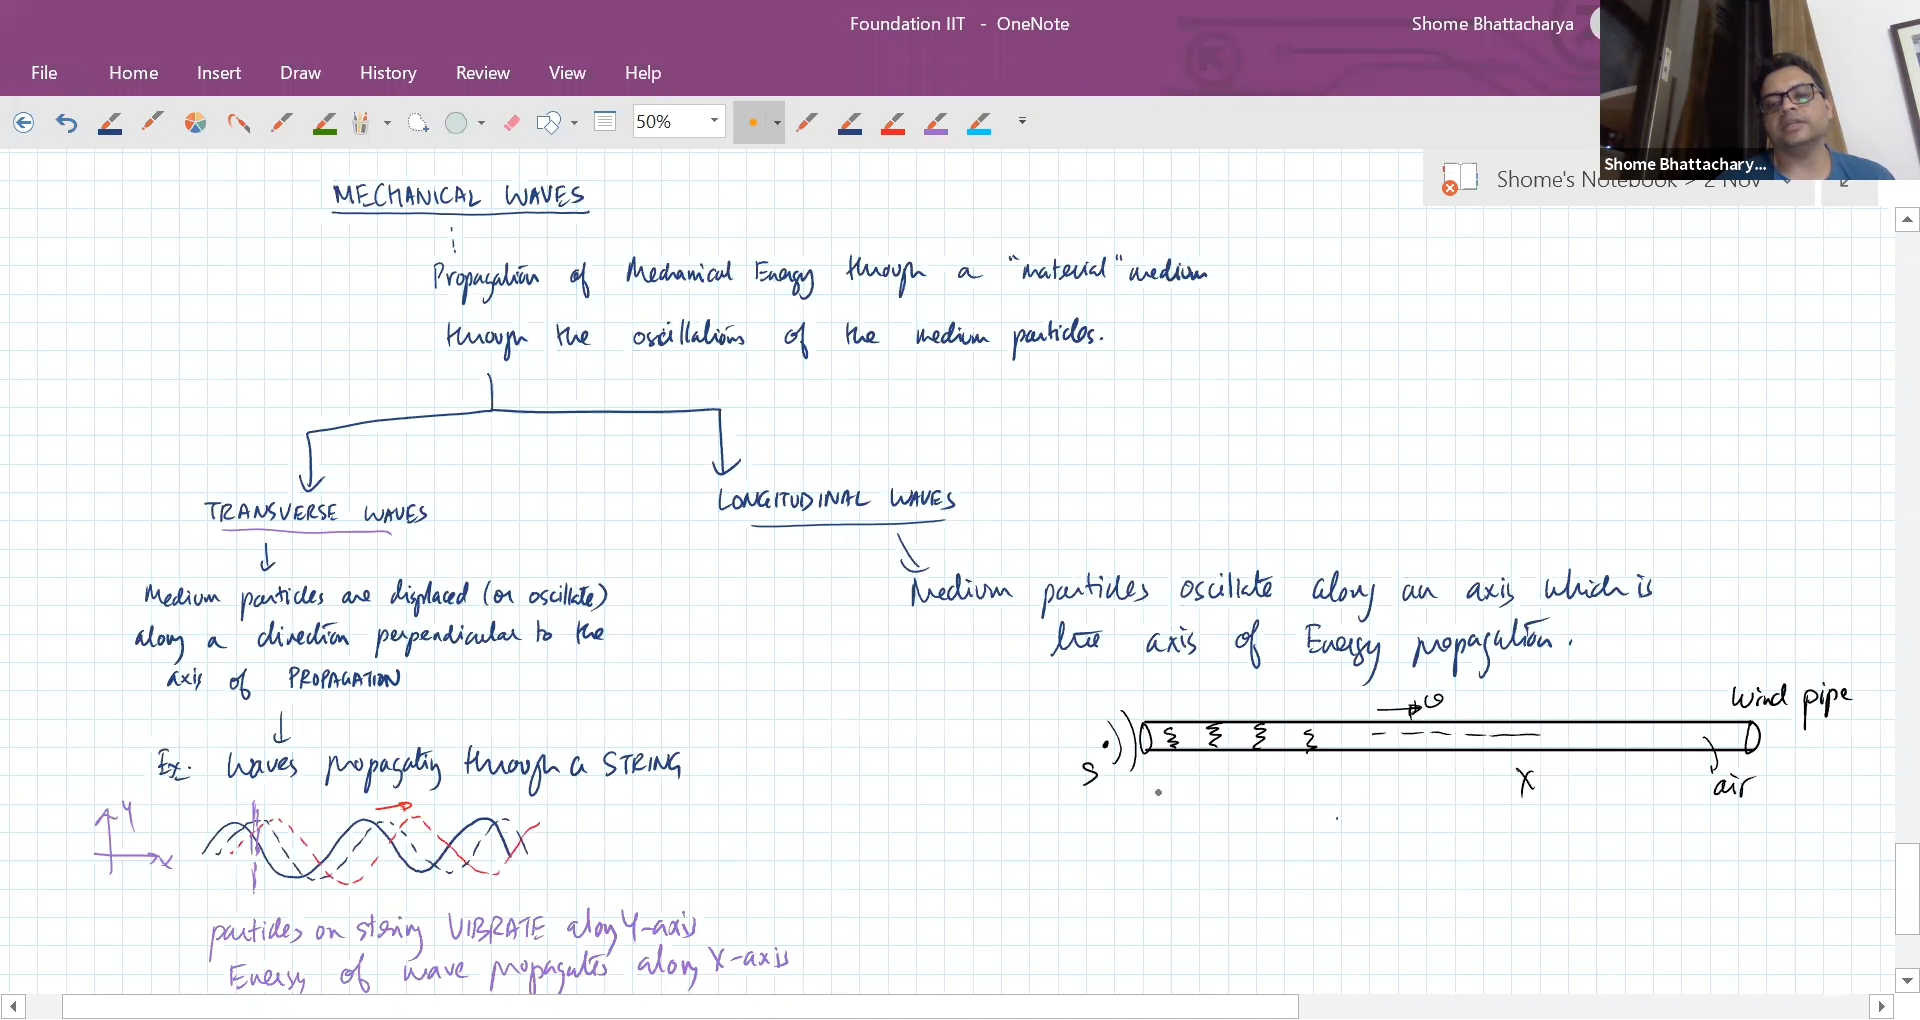 Foundation IIT - OneNote
Shome Bhattacharya
File Home Insert Draw History Review View Help
50%
Shome Bhattachary...
Shome's Notebook > 2 Nov
MECHANICAL WAVES
Propagation of Mechanical Energy through a "material" medium
through the oscillations of the medium particles.
TRANSVERSE WAVES
LONGITUDINAL WAVES
Medium particles are displaced (or oscillate)
along a direction perpendicular to the
axis of PROPAGATION
Medium particles oscillate along an axis which is
the axis of Energy propagation.
Wind pipe
S
X
air
Ex: Waves propagating through a STRING
Y
X
particles on string VIBRATE along Y-axis
Energy of wave propagates along X-axis